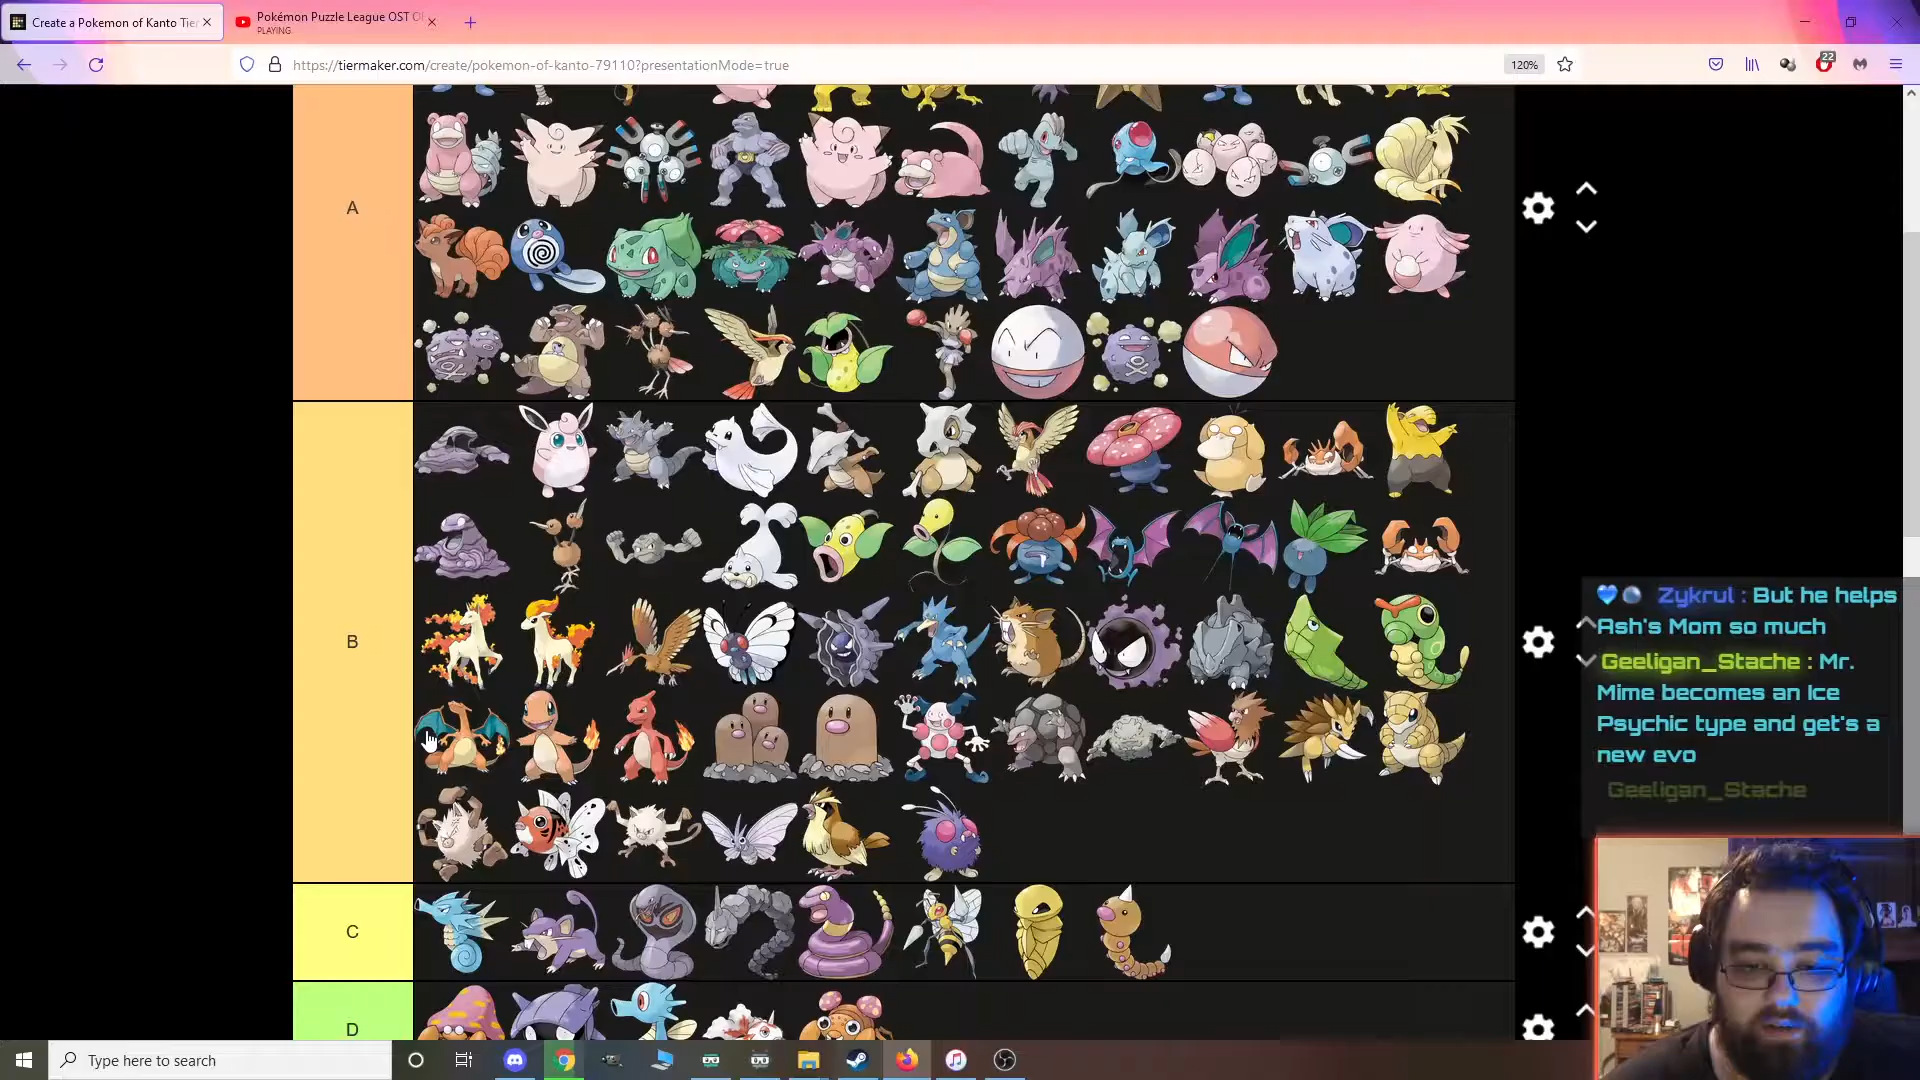 Create a Pokemon of Kanto Tier
Pokémon Puzzle League OST O
PLAYING
https://tiermaker.com/create/pokemon-of-kanto-79110?presentationMode=true
120%
22
A
B
Zykrul : But he helps
Ash's Mom so much
Geeligan_Stache : Mr.
Mime becomes an Ice
Psychic type and get's a
new evo
Geeligan_Stache
C
D
Type here to search